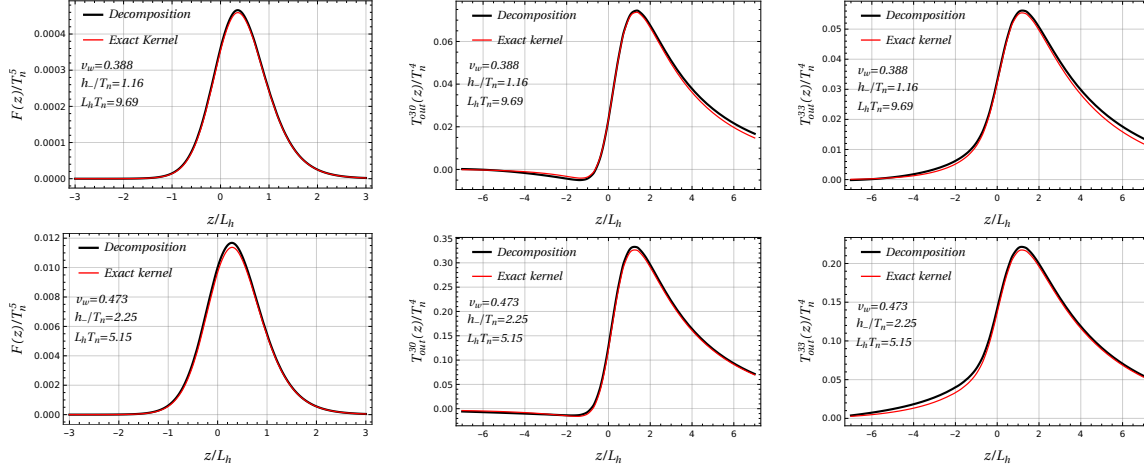 F(z)/T_n^5
0.0004
0.0003
0.0002
0.0001
0.0000
Decomposition
Exact Kernel
v_w=0.388
h_-/T_n=1.16
L_hT_n=9.69
-3 -2 -1 0 1 2 3
z/L_h
T_out^30(z)/T_n^4
0.06
0.04
0.02
0.00
Decomposition
Exact kernel
v_w=0.388
h_-/T_n=1.16
L_hT_n=9.69
-6 -4 -2 0 2 4 6
z/L_h
T_out^33(z)/T_n^4
0.05
0.04
0.03
0.02
0.01
0.00
Decomposition
Exact kernel
v_w=0.388
h_-/T_n=1.16
L_hT_n=9.69
-6 -4 -2 0 2 4 6
z/L_h
F(z)/T_n^5
0.012
0.010
0.008
0.006
0.004
0.002
0.000
Decomposition
Exact kernel
v_w=0.473
h_-/T_n=2.25
L_hT_n=5.15
-3 -2 -1 0 1 2 3
z/L_h
T_out^30(z)/T_n^4
0.35
0.30
0.25
0.20
0.15
0.10
0.05
0.00
Decomposition
Exact kernel
v_w=0.473
h_-/T_n=2.25
L_hT_n=5.15
-6 -4 -2 0 2 4 6
z/L_h
T_out^33(z)/T_n^4
0.20
0.15
0.10
0.05
0.00
Decomposition
Exact kernel
v_w=0.473
h_-/T_n=2.25
L_hT_n=5.15
-6 -4 -2 0 2 4 6
z/L_h